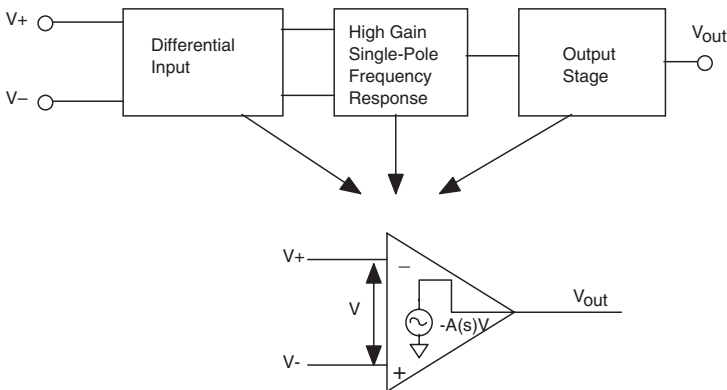 V+
V–
Differential
Input
High Gain
Single-Pole
Frequency
Response
Output
Stage
Vout
V+
V
V-
–
+
-A(s)V
Vout